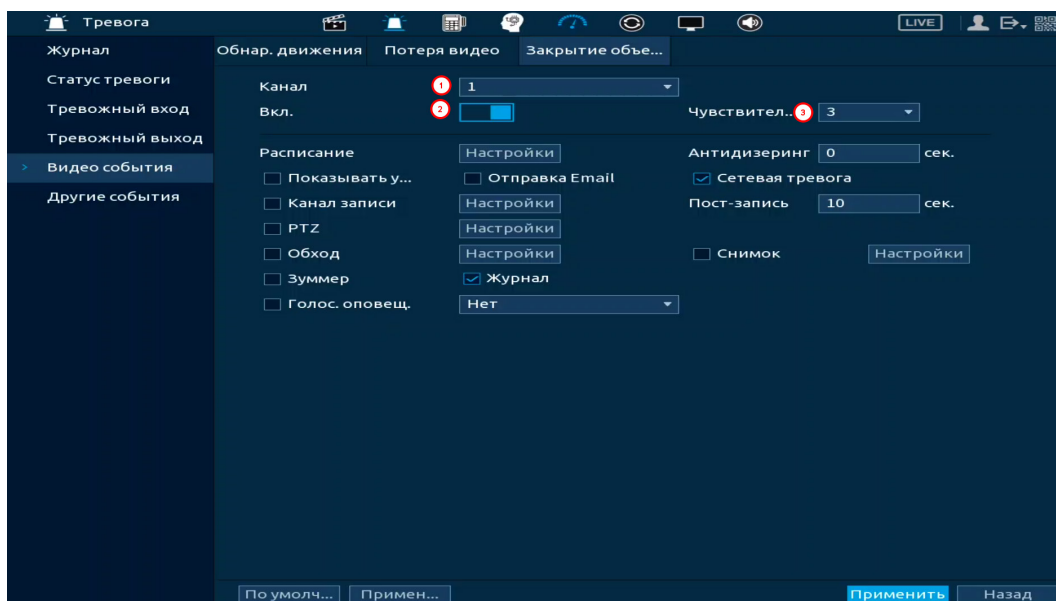 Тревога LIVE
Журнал
Статус тревоги
Тревожный вход
Тревожный выход
Видео события
Другие события
Обнар. движения Потеря видео Закрытие объе...
Канал 1 1
Вкл. 2 Чувствител.. 3 3
Расписание Настройки Антидизеринг 0 сек.
Показывать у... Отправка Email Сетевая тревога
Канал записи Настройки Пост-запись 10 сек.
PTZ Настройки
Обход Настройки Снимок Настройки
Зуммер Журнал
Голос. оповещ. Нет
По умолч... Примен... Применить Назад